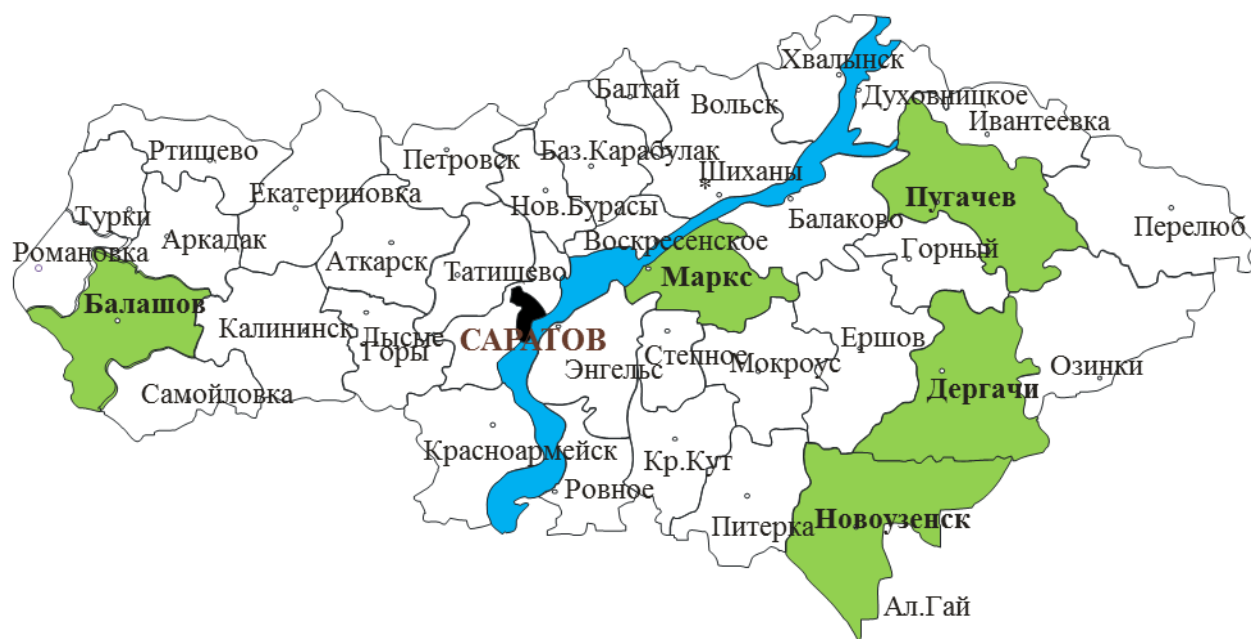 Хвалынск
Балтай
Вольск
Духовницкое
Ивантеевка
Ртищево
Петровск
Баз.Карабулак
Шиханы
*
Екатериновка
Пугачев
Турки
Нов.Бурасы
Балаково
Перелюб
Аркадак
Воскресенское
Горный
Романовка
Аткарск
Татищево
Маркс
Балашов
Калининск
Лысые
Горы
САРАТОВ
Степное
Ершов
Энгельс
Мокроус
Озинки
Самойловка
Дергачи
Красноармейск
Кр.Кут
Ровное
Питерка
Новоузенск
Ал.Гай